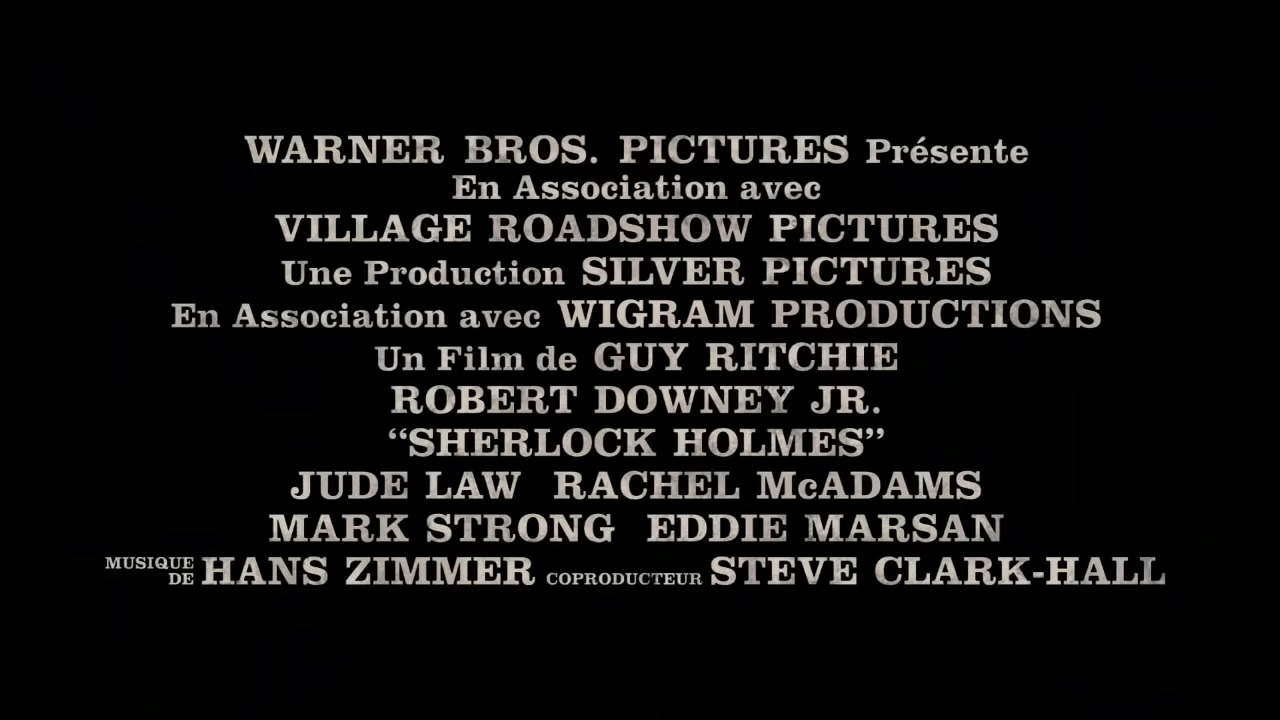 WARNER BROS. PICTURES Présente
En Association avec
VILLAGE ROADSHOW PICTURES
Une Production SILVER PICTURES
En Association avec WIGRAM PRODUCTIONS
Un Film de GUY RITCHIE
ROBERT DOWNEY JR.
“SHERLOCK HOLMES”
JUDE LAW RACHEL McADAMS
MARK STRONG EDDIE MARSAN
MUSIQUE DE HANS ZIMMER COPRODUCTEUR STEVE CLARK-HALL